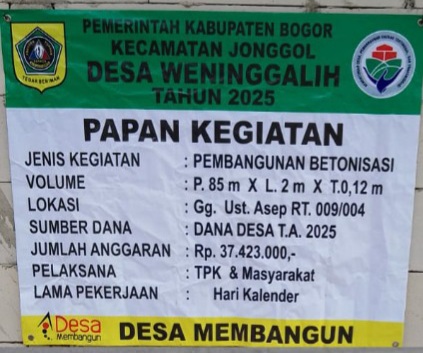 PEMERINTAH KABUPATEN BOGOR
KECAMATAN JONGGOL
DESA WENINGGALIH
TAHUN 2025
TEGAR BERIMAN
PAPAN KEGIATAN
JENIS KEGIATAN : PEMBANGUNAN BETONISASI
VOLUME : P. 85 m X L. 2 m X T.0,12 m
LOKASI : Gg. Ust. Asep RT. 009/004
SUMBER DANA : DANA DESA T.A. 2025
JUMLAH ANGGARAN : Rp. 37.423.000,-
PELAKSANA : TPK & Masyarakat
LAMA PEKERJAAN : Hari Kalender
Desa Membangun
DESA MEMBANGUN